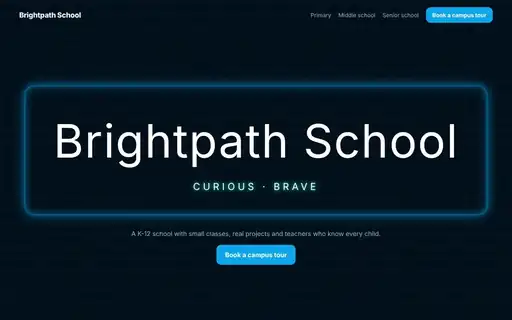 Brightpath School
Primary Middle school Senior school Book a campus tour
Brightpath School
CURIOUS · BRAVE
A K-12 school with small classes, real projects and teachers who know every child.
Book a campus tour